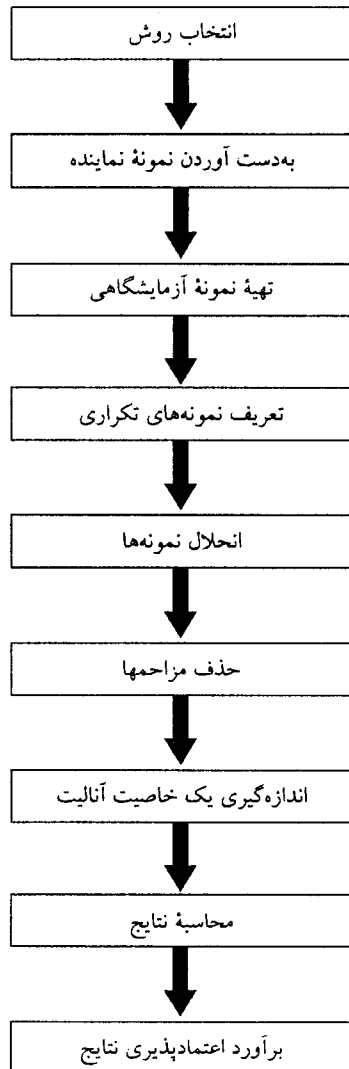 انتخاب روش
به‌دست آوردن نمونهٔ نماینده
تهیهٔ نمونهٔ آزمایشگاهی
تعریف نمونه‌های تکراری
انحلال نمونه‌ها
حذف مزاحمها
اندازه‌گیری یک خاصیت آنالیت
محاسبهٔ نتایج
برآورد اعتمادپذیری نتایج